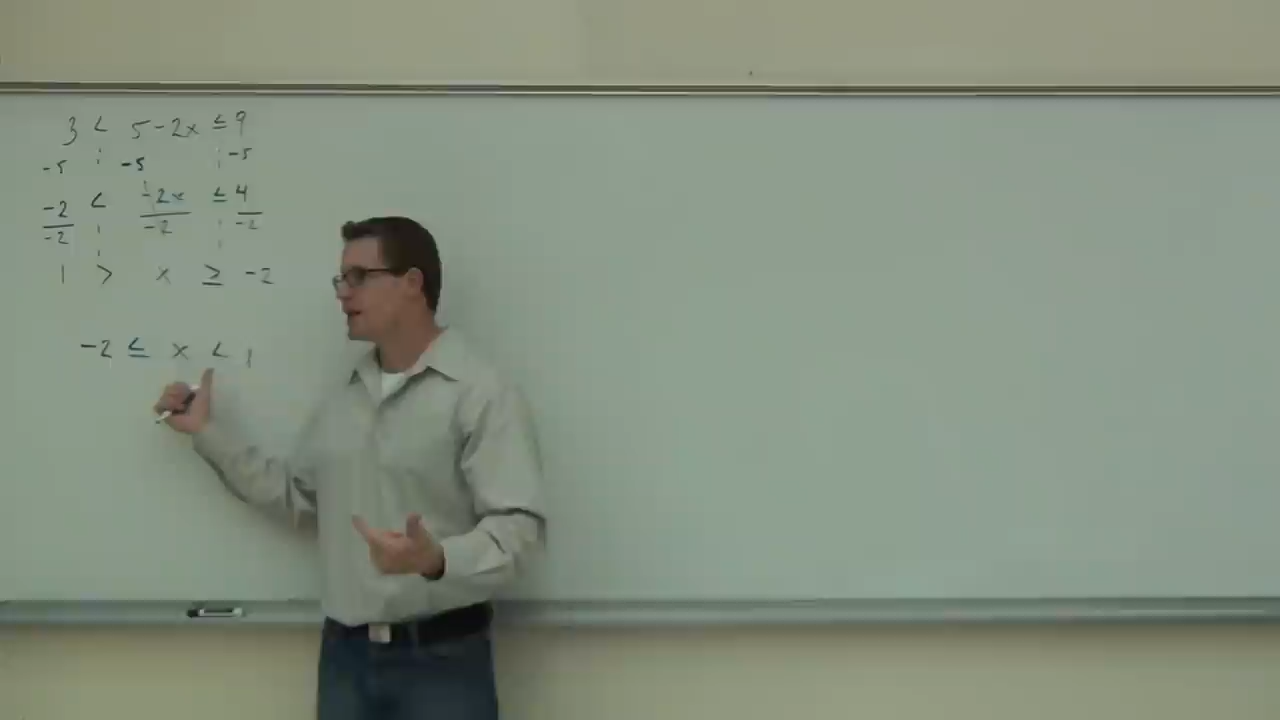 3 < 5-2x ≤ 9
-5 -5 -5
-2 < -2x ≤ 4
-2 -2 -2
1 > x ≥ -2
-2 ≤ x < 1